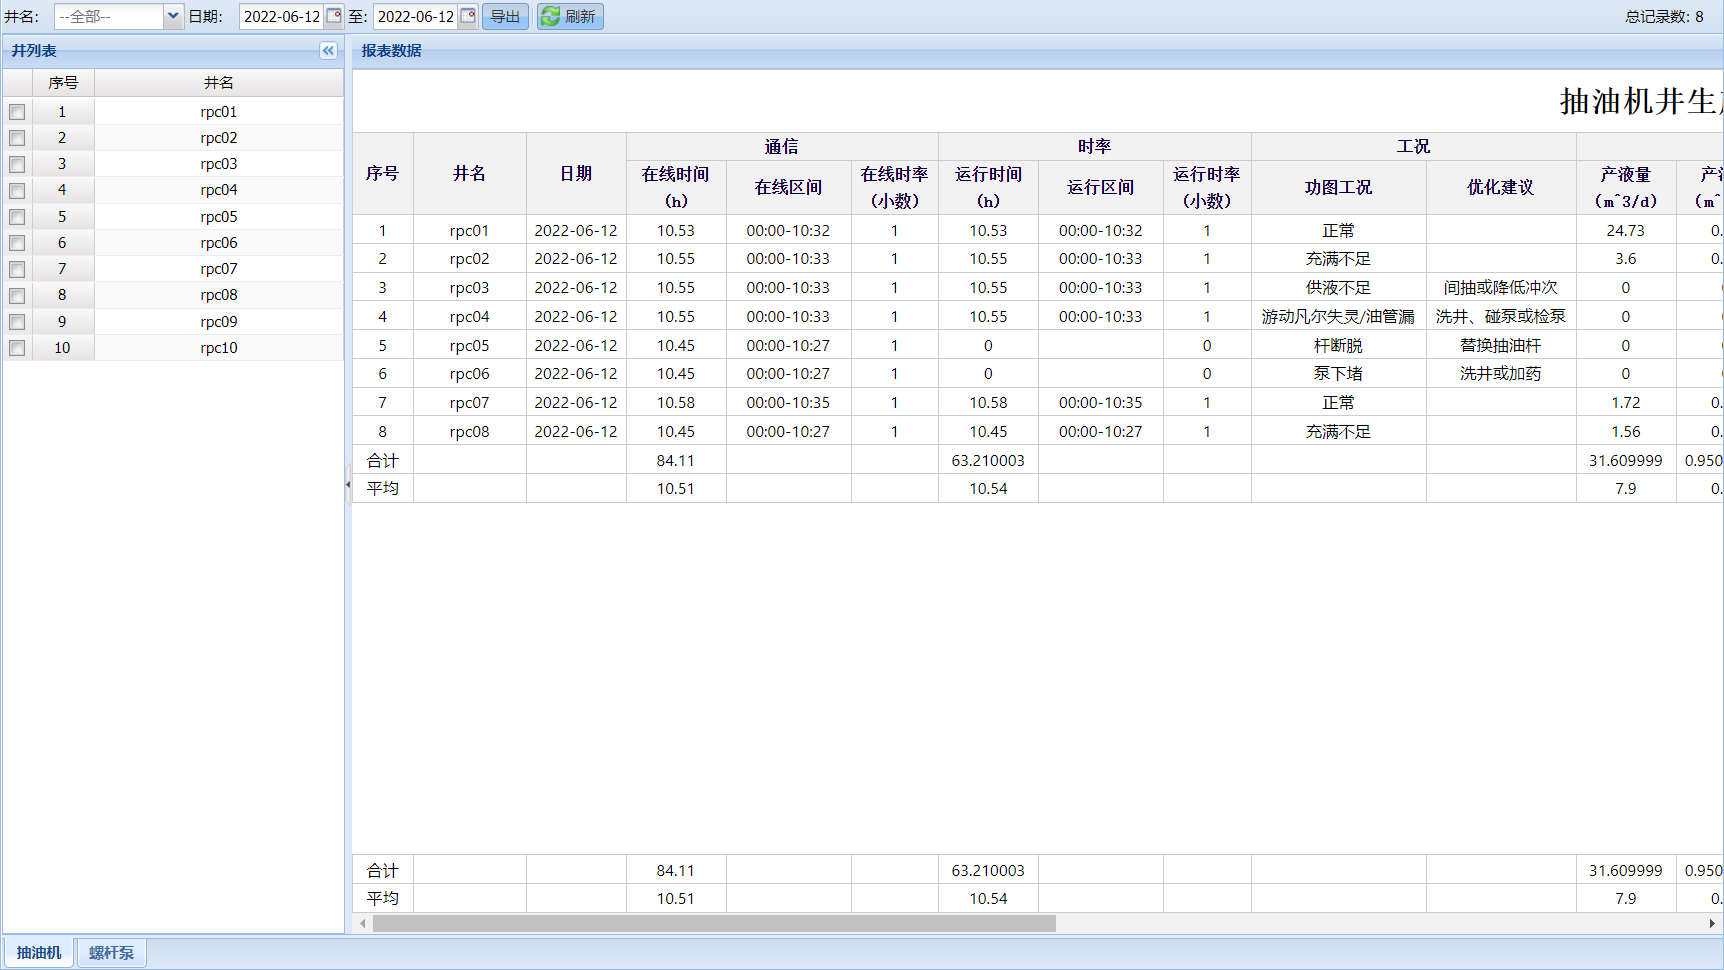 井名: --全部-- 日期: 2022-06-12 至: 2022-06-12 导出 刷新 总记录数: 8
井列表 报表数据
序号 井名
1 rpc01
2 rpc02
3 rpc03
4 rpc04
5 rpc05
6 rpc06
7 rpc07
8 rpc08
9 rpc09
10 rpc10
抽油机井生
通信 时率 工况
序号 井名 日期 在线时间(h) 在线区间 在线时率(小数) 运行时间(h) 运行区间 运行时率(小数) 功图工况 优化建议 产液量(m^3/d) 产 (m^
1 rpc01 2022-06-12 10.53 00:00-10:32 1 10.53 00:00-10:32 1 正常 24.73 0.
2 rpc02 2022-06-12 10.55 00:00-10:33 1 10.55 00:00-10:33 1 充满不足 3.6 0.
3 rpc03 2022-06-12 10.55 00:00-10:33 1 10.55 00:00-10:33 1 供液不足 间抽或降低冲次 0
4 rpc04 2022-06-12 10.55 00:00-10:33 1 10.55 00:00-10:33 1 游动凡尔失灵/油管漏 洗井、碰泵或检泵 0
5 rpc05 2022-06-12 10.45 00:00-10:27 1 0 0 杆断脱 替换抽油杆 0
6 rpc06 2022-06-12 10.45 00:00-10:27 1 0 0 泵下堵 洗井或加药 0
7 rpc07 2022-06-12 10.58 00:00-10:35 1 10.58 00:00-10:35 1 正常 1.72 0.
8 rpc08 2022-06-12 10.45 00:00-10:27 1 10.45 00:00-10:27 1 充满不足 1.56 0.
合计 84.11 63.210003 31.609999 0.950
平均 10.51 10.54 7.9 0.
合计 84.11 63.210003 31.609999 0.950
平均 10.51 10.54 7.9 0.
抽油机 螺杆泵